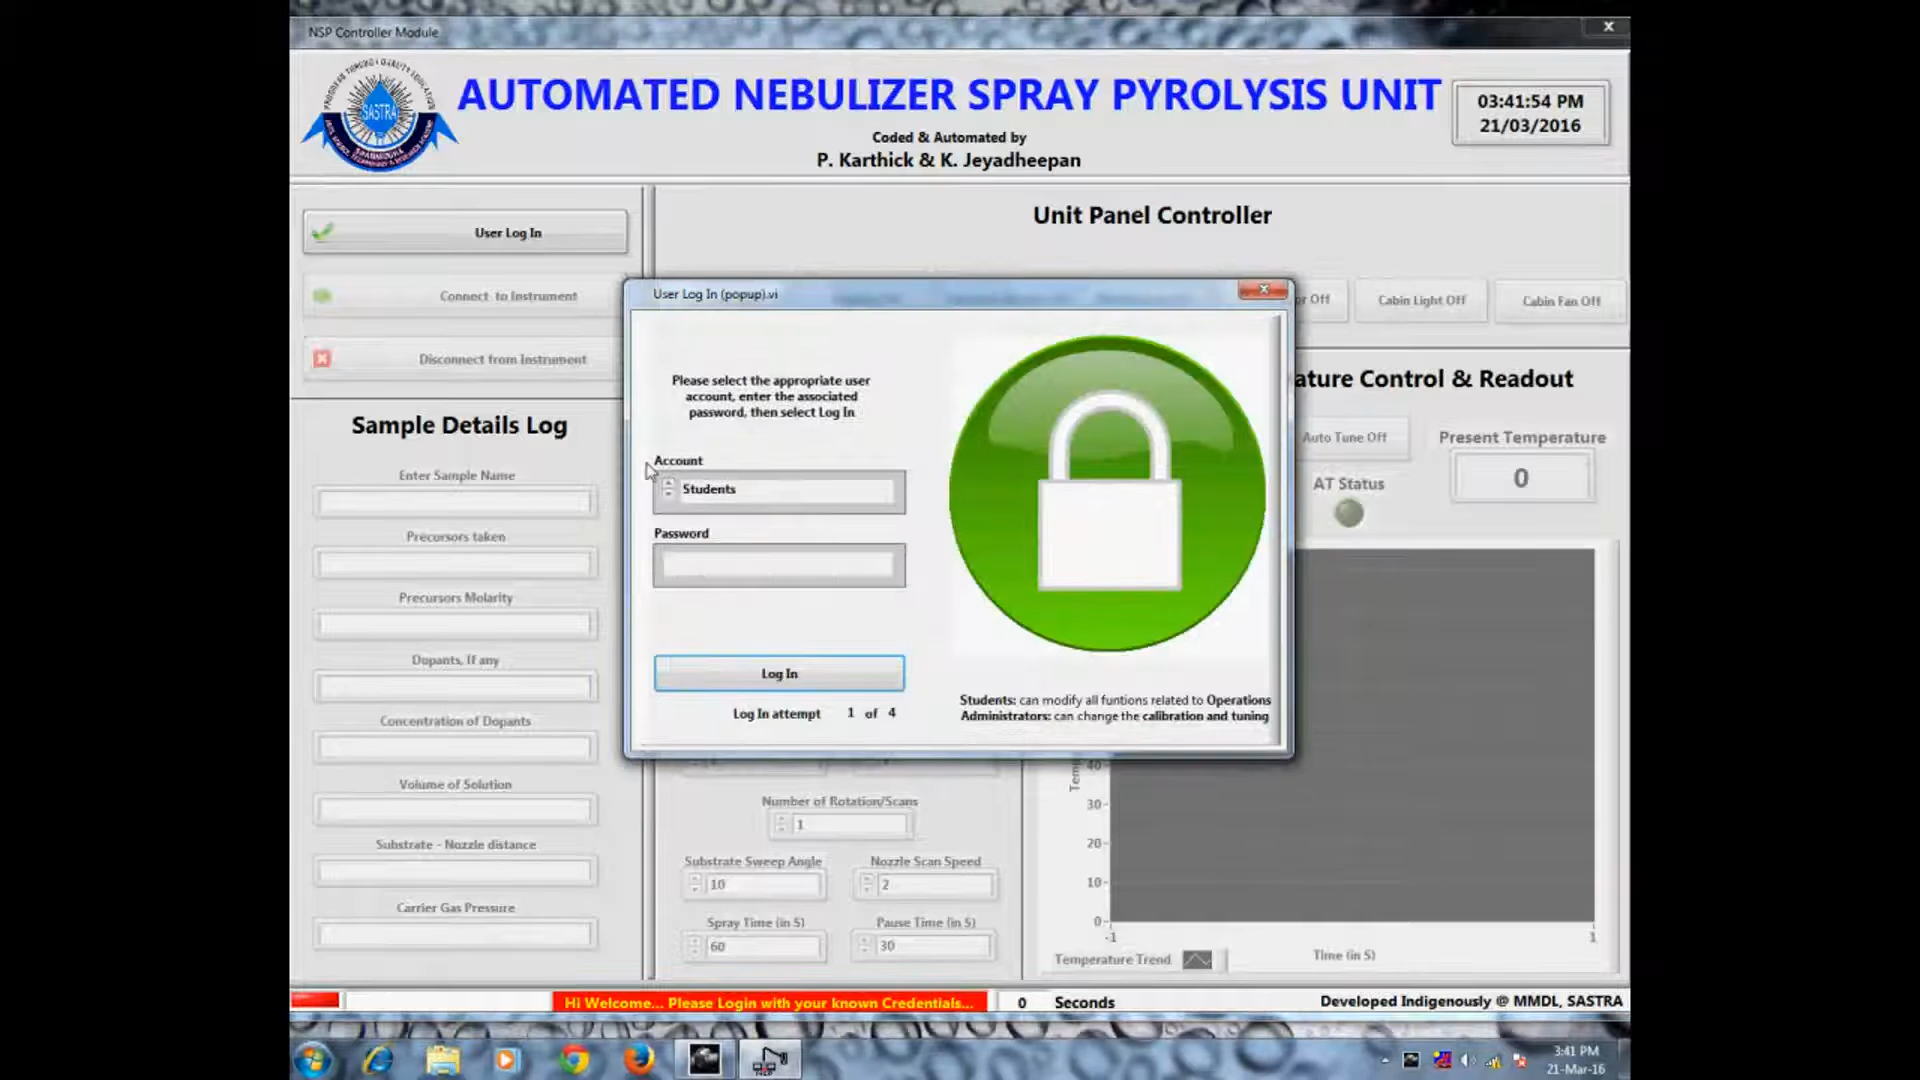 NSP Controller Module
SASTRA
AUTOMATED NEBULIZER SPRAY PYROLYSIS UNIT
Coded & Automated by
P. Karthick & K. Jeyadheepan
03:41:54 PM
21/03/2016
User Log In
Connect to Instrument
Disconnect from Instrument
Unit Panel Controller
or Off
Cabin Light Off
Cabin Fan Off
User Log In (popup).vi
Please select the appropriate user
account, enter the associated
password, then select Log In
Account
Students
Password
Log In
Log In attempt 1 of 4
Students: can modify all funtions related to Operations
Administrators: can change the calibration and tuning
Sample Details Log
Enter Sample Name
Precursors taken
Precursors Molarity
Dopants, If any
Concentration of Dopants
Volume of Solution
Substrate - Nozzle distance
Carrier Gas Pressure
Number of Rotation/Scans
1
Substrate Sweep Angle
10
Nozzle Scan Speed
2
Spray Time (in S)
60
Pause Time (in S)
30
ature Control & Readout
Auto Tune Off
Present Temperature
0
AT Status
40
30
20
10
0
-1
1
Time (in S)
Temperature Trend
Hi Welcome... Please Login with your known Credentials...
0 Seconds
Developed Indigenously @ MMDL, SASTRA
3:41 PM
21-Mar-16